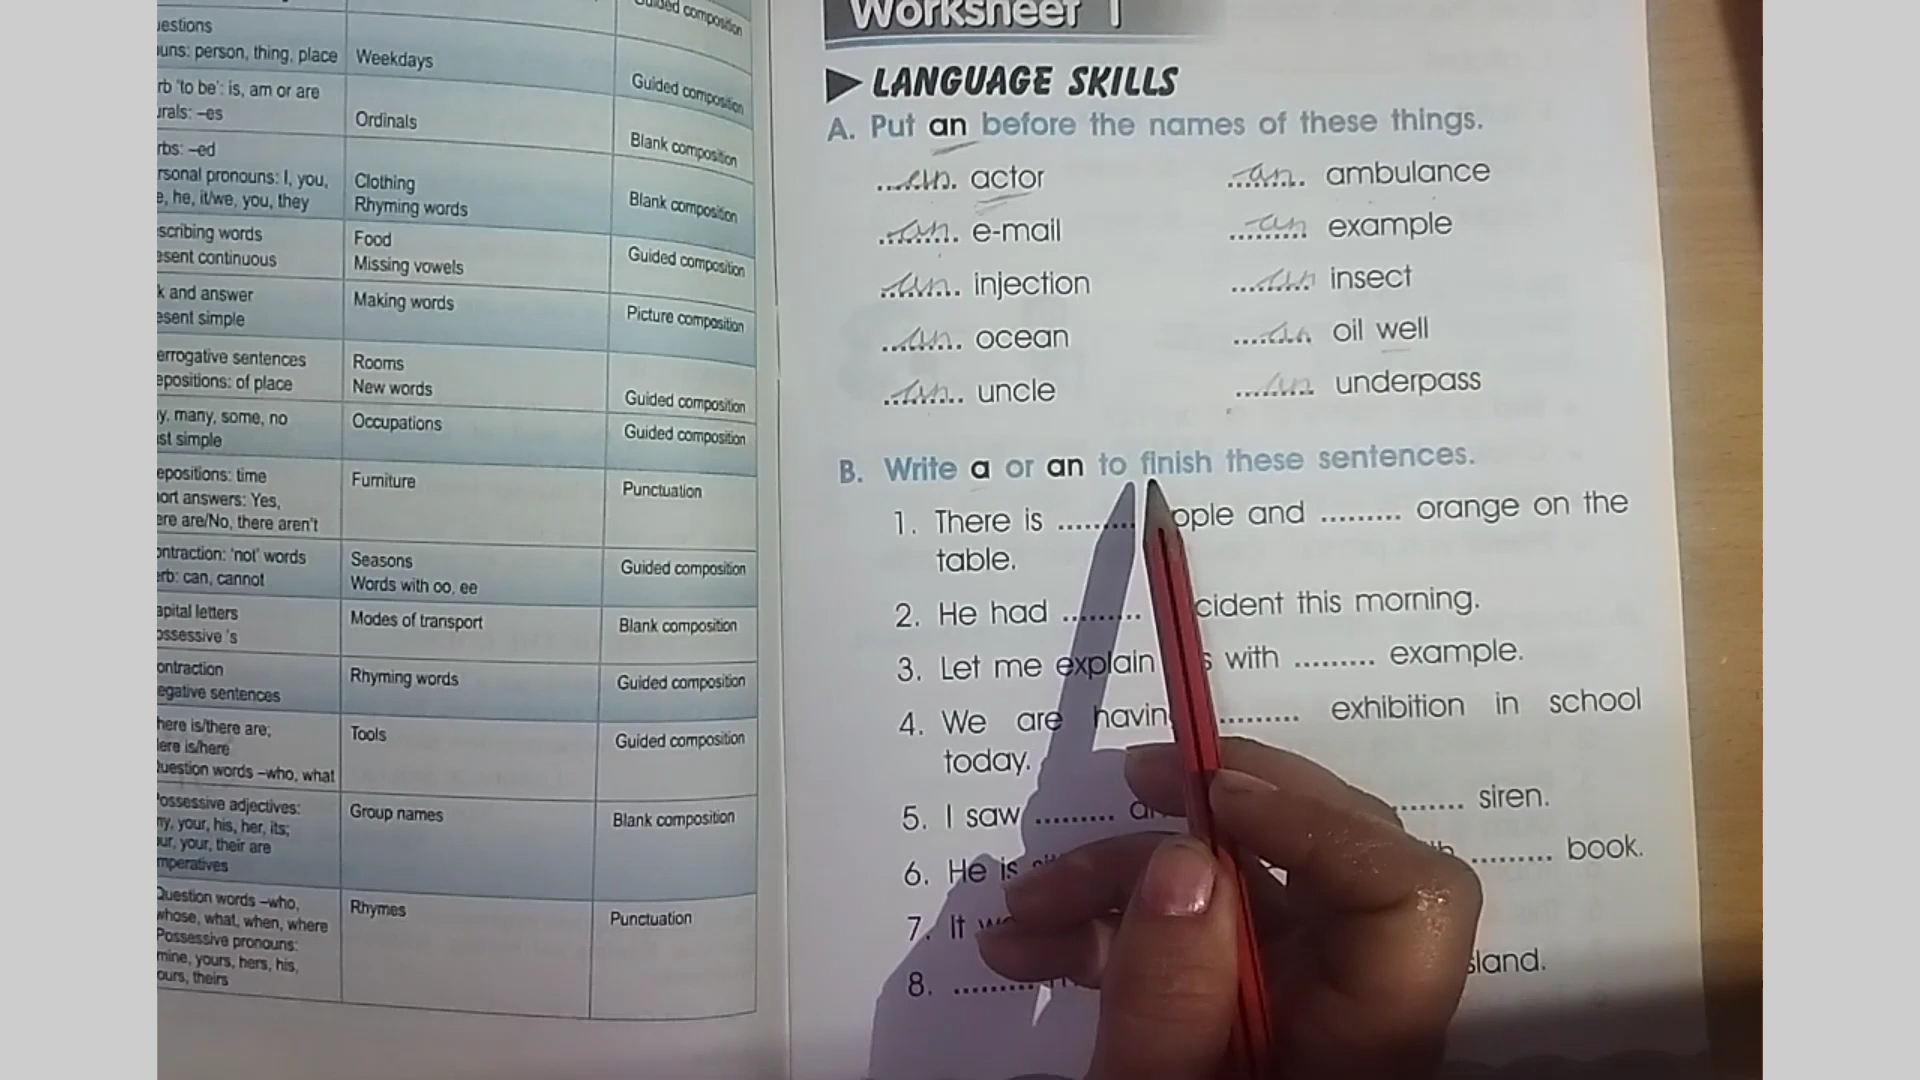 Guided composition
uestions
uns: person, thing, place
Weekdays
Guided composition
rb 'to be': is, am or are
urals: –es
Ordinals
Blank composition
rbs: –ed
rsonal pronouns: I, you,
e, he, it/we, you, they
Clothing
Rhyming words
Blank composition
scribing words
esent continuous
Food
Missing vowels
Guided composition
k and answer
esent simple
Making words
Picture composition
errogative sentences
epositions: of place
Rooms
New words
Guided composition
y, many, some, no
st simple
Occupations
Guided composition
epositions: time
ort answers: Yes,
ere are/No, there aren't
Furniture
Punctuation
ontraction: 'not' words
erb: can, cannot
Seasons
Words with oo, ee
Guided composition
apital letters
ossessive 's
Modes of transport
Blank composition
ontraction
egative sentences
Rhyming words
Guided composition
here is/there are;
ere is/here
uestion words –who, what
Tools
Guided composition
Possessive adjectives:
my, your, his, her, its;
our, your, their are
mperatives
Group names
Blank composition
Question words –who,
whose, what, when, where
Possessive pronouns:
mine, yours, hers, his,
ours, theirs
Rhymes
Punctuation
Worksheet 1
LANGUAGE SKILLS
A. Put an before the names of these things.
an actor an ambulance
an e-mail an example
an injection an insect
an ocean an oil well
an uncle an underpass
B. Write a or an to finish these sentences.
1. There is ......... pple and ......... orange on the
table.
2. He had ......... cident this morning.
3. Let me explain s with ......... example.
4. We are having ......... exhibition in school
today.
5. I saw ......... ......... siren.
6. He is ......... book.
7. It
8. ......... sland.